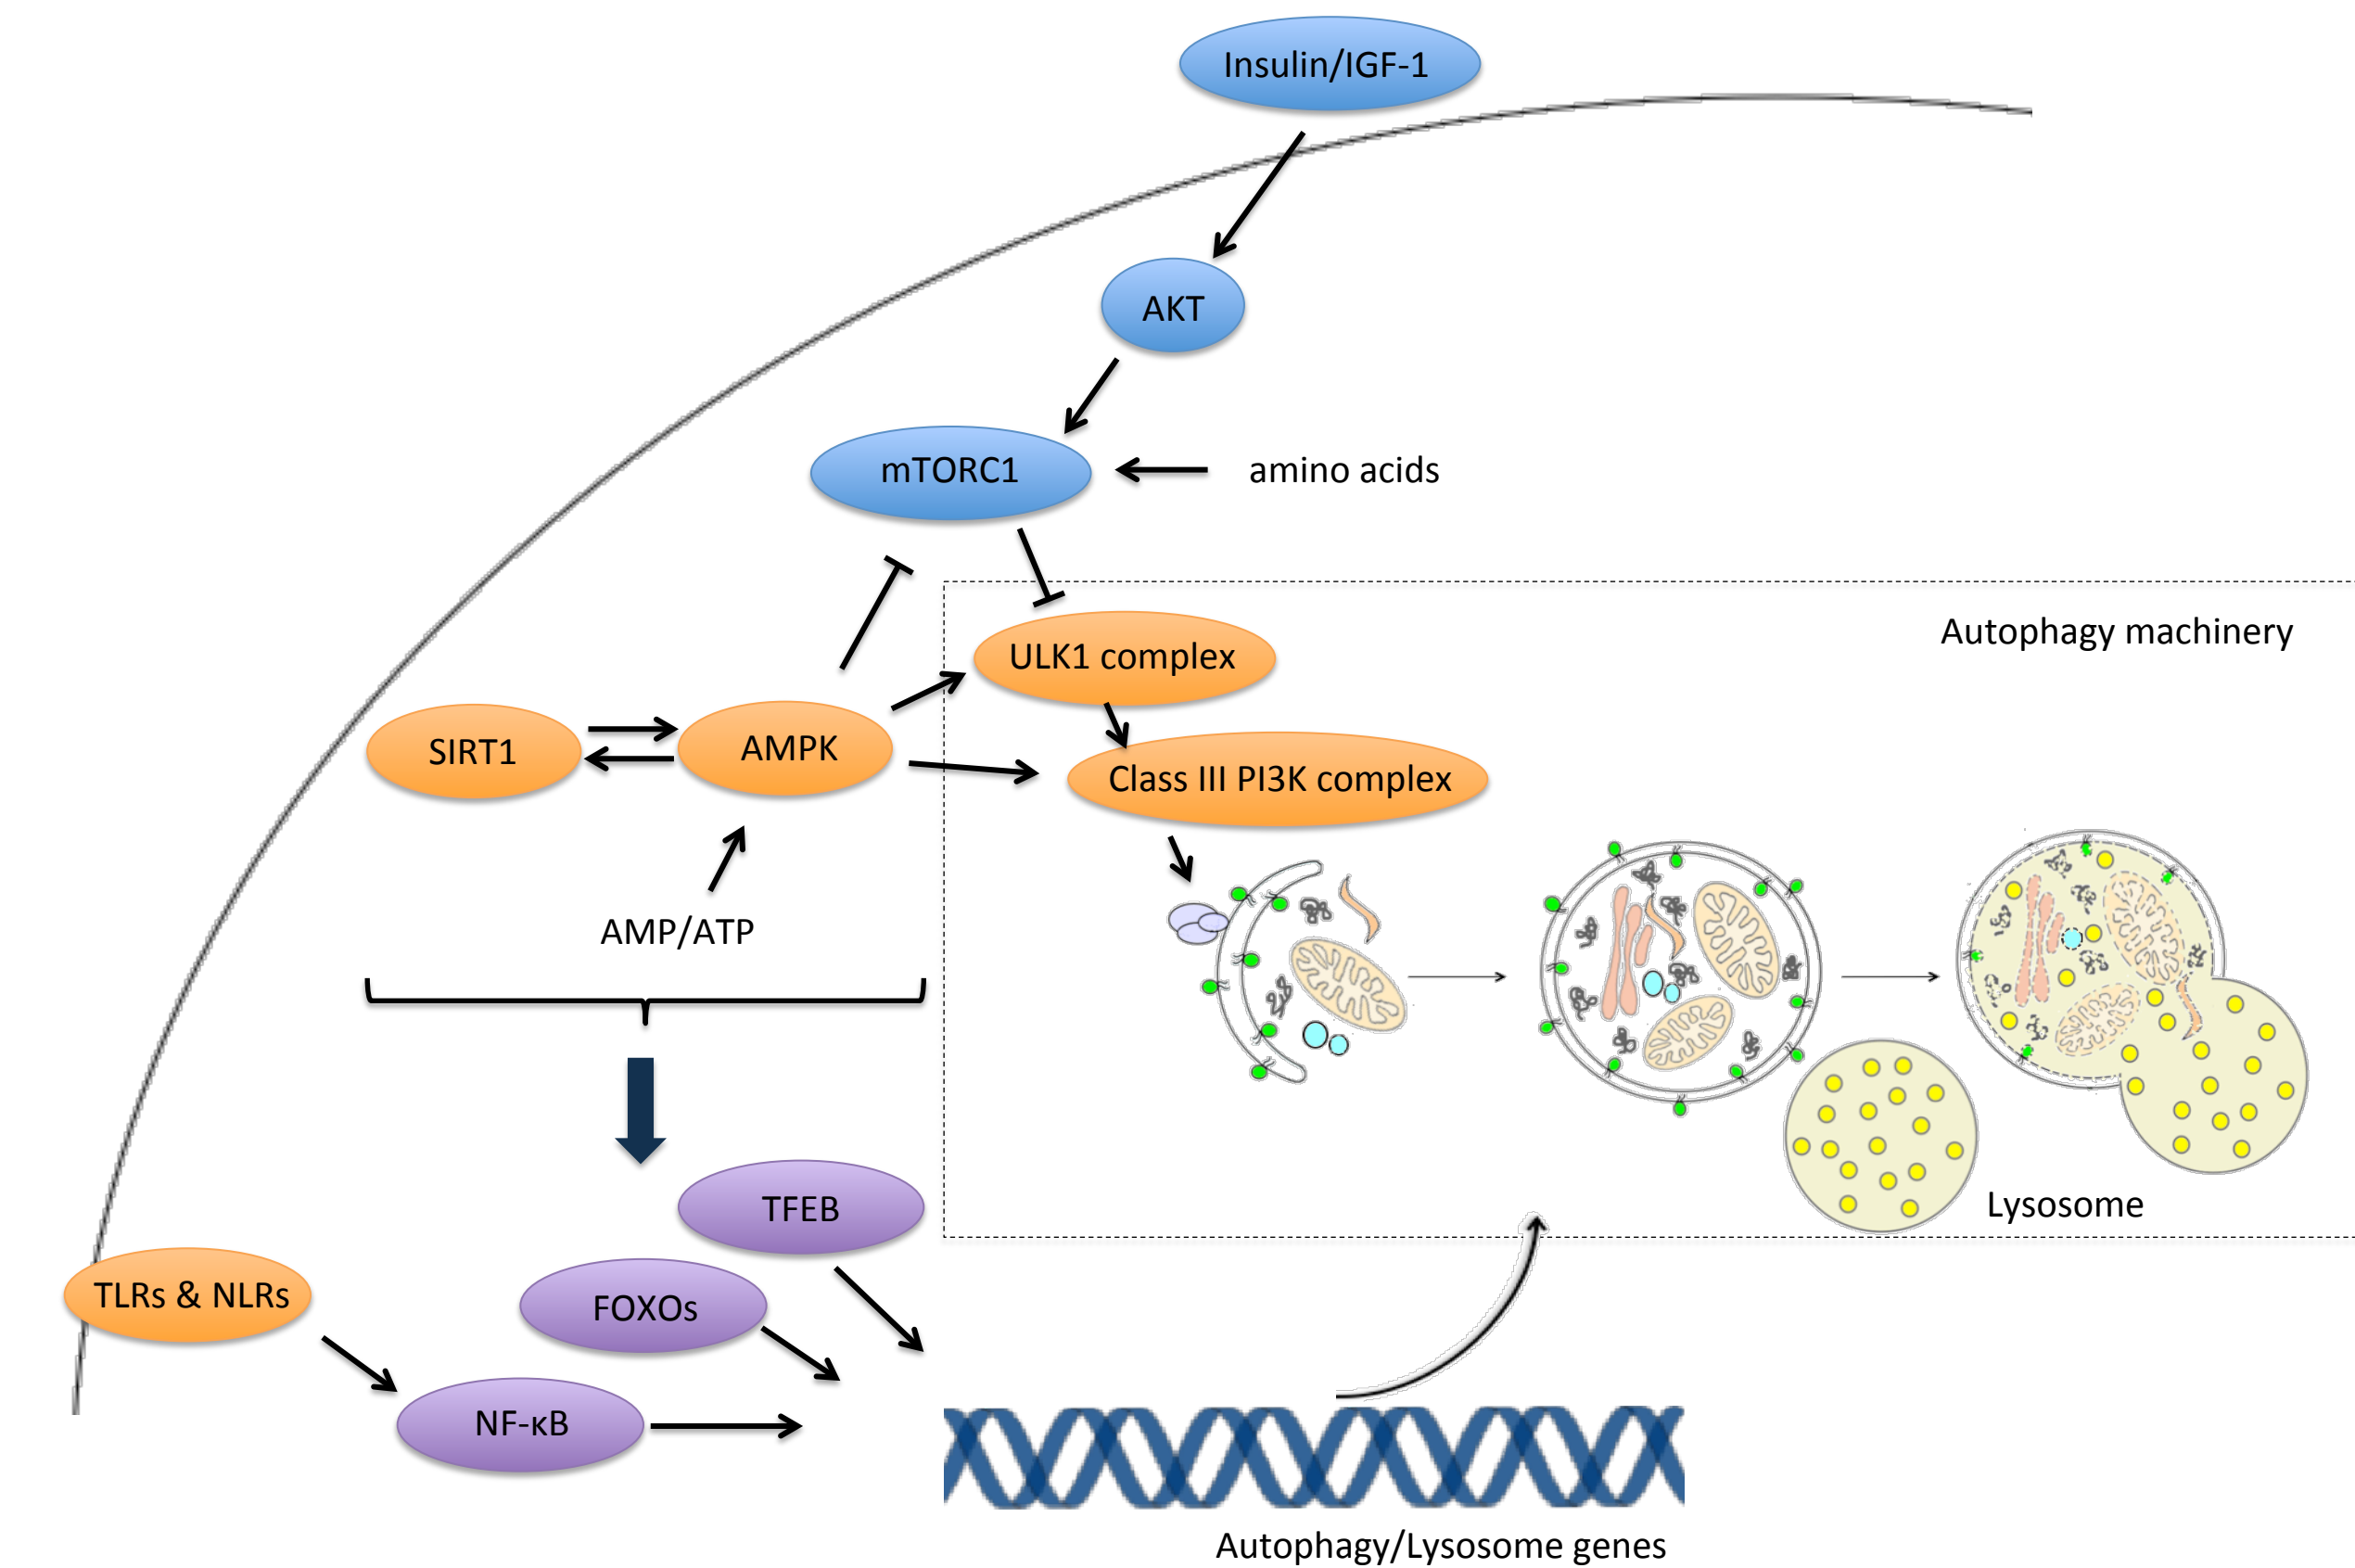 Insulin/IGF-1
AKT
mTORC1
amino acids
Autophagy machinery
ULK1 complex
SIRT1
AMPK
Class III PI3K complex
AMP/ATP
Lysosome
TFEB
TLRs & NLRs
FOXOs
NF-κB
Autophagy/Lysosome genes